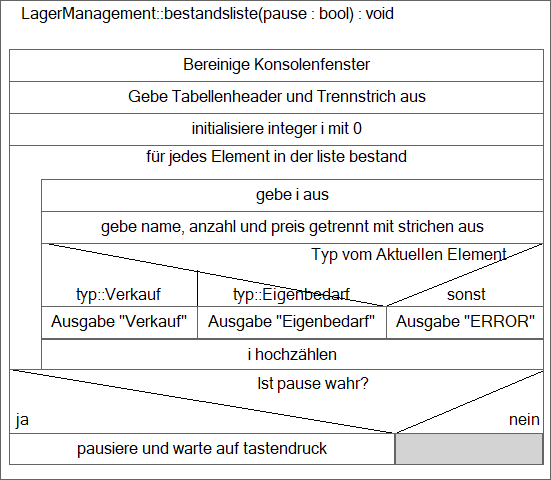 LagerManagement::bestandsliste(pause : bool) : void
Bereinige Konsolenfenster
Gebe Tabellenheader und Trennstrich aus
initialisiere integer i mit 0
für jedes Element in der liste bestand
gebe i aus
gebe name, anzahl und preis getrennt mit strichen aus
Typ vom Aktuellen Element
typ::Verkauf typ::Eigenbedarf sonst
Ausgabe "Verkauf" Ausgabe "Eigenbedarf" Ausgabe "ERROR"
i hochzählen
Ist pause wahr?
ja nein
pausiere und warte auf tastendruck